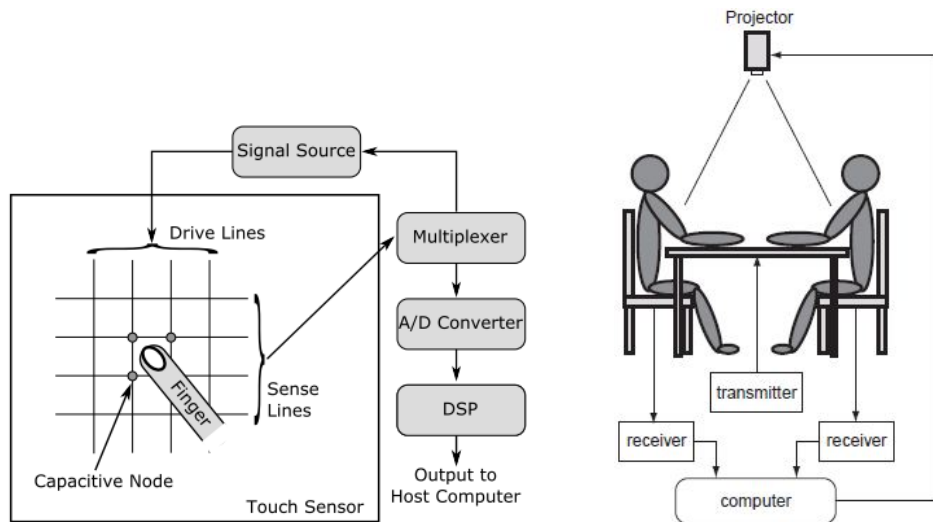 Signal Source
Drive Lines
Multiplexer
A/D Converter
Sense
Lines
Finger
DSP
Capacitive Node
Output to
Host Computer
Touch Sensor
Projector
transmitter
receiver
receiver
computer